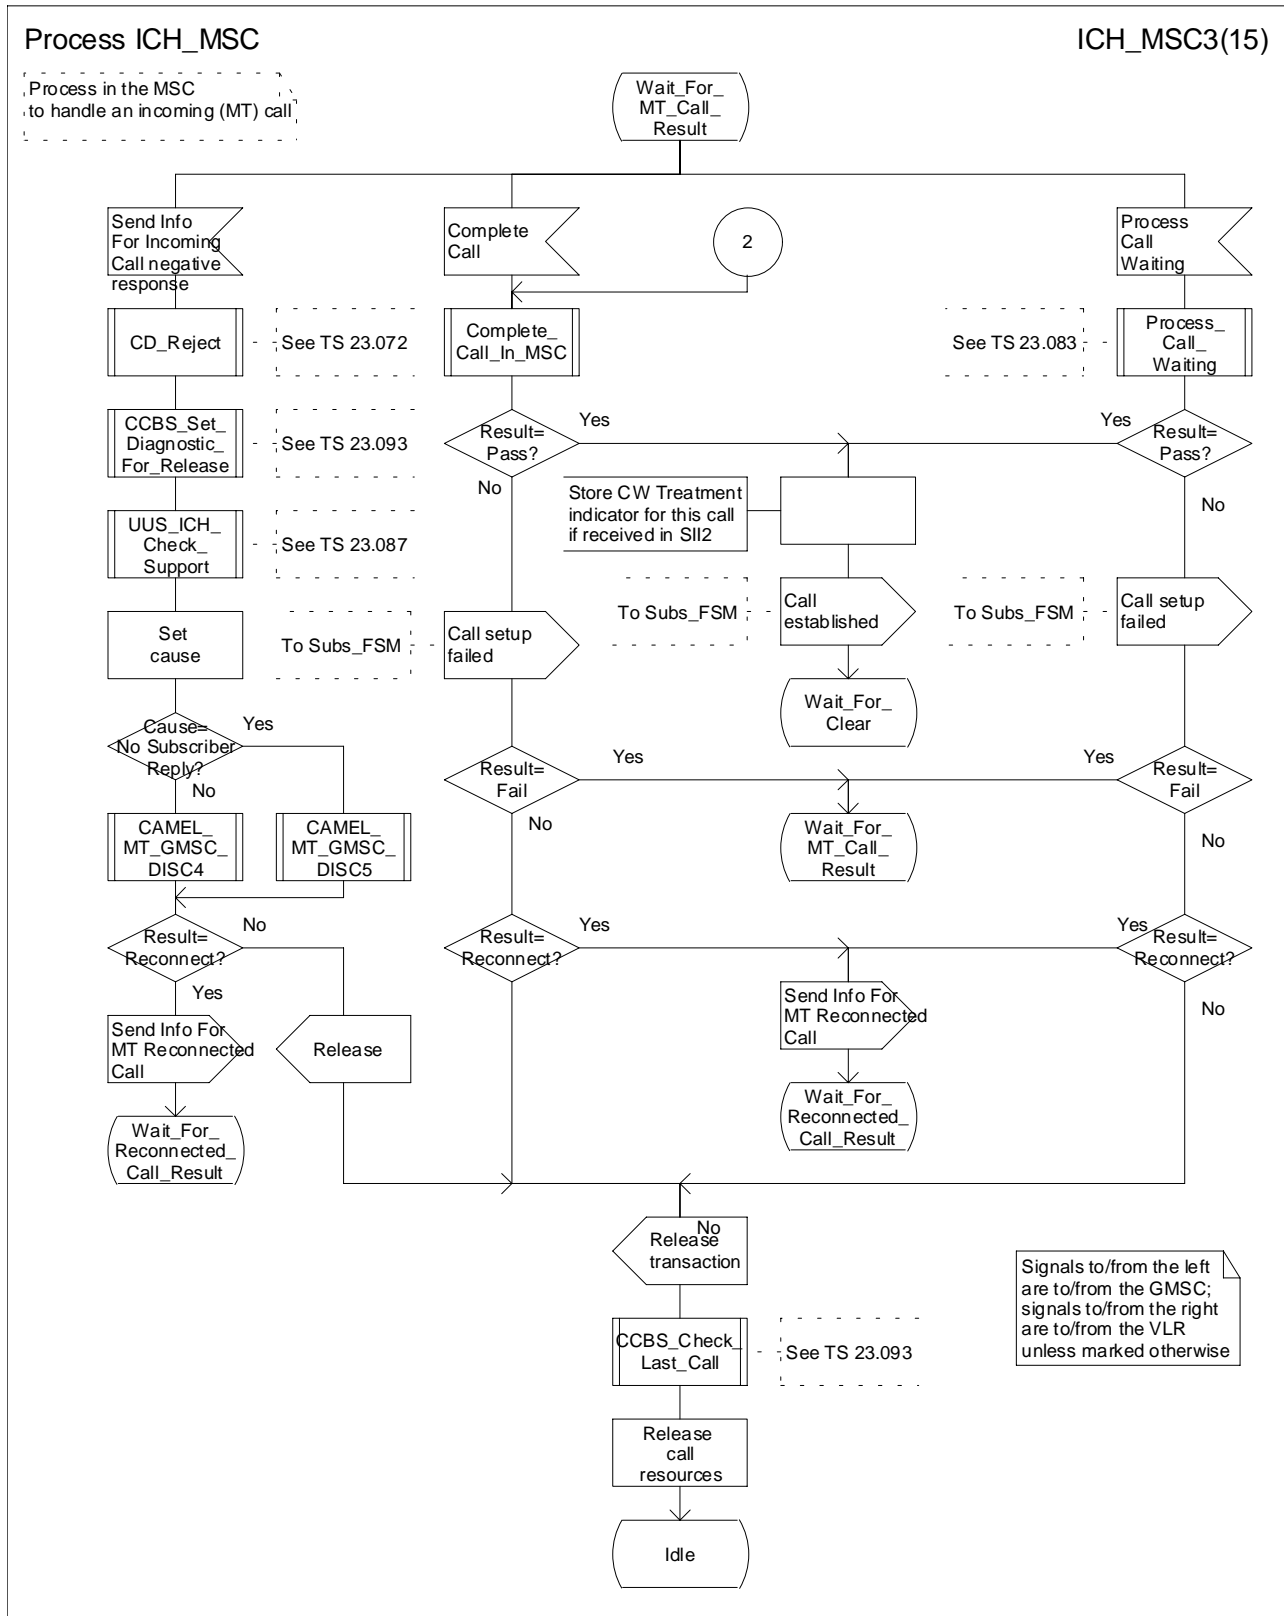 Process ICH_MSC
ICH_MSC3(15)
Process in the MSC
to handle an incoming (MT) call
Wait_For_
MT_Call_
Result
Send Info
For Incoming
Call negative
response
Complete
Call
2
Process
Call
Waiting
CD_Reject
See TS 23.072
Complete_
Call_In_MSC
See TS 23.083
Process_
Call_
Waiting
CCBS_Set_
Diagnostic_
For_Release
See TS 23.093
Result=
Pass?
Yes
No
Yes
Result=
Pass?
No
Store CW Treatment
indicator for this call
if received in SII2
UUS_ICH_
Check_
Support
See TS 23.087
Set
cause
To Subs_FSM
Call setup
failed
To Subs_FSM
Call
established
To Subs_FSM
Call setup
failed
Wait_For_
Clear
Cause=
No Subscriber
Reply?
Yes
No
Result=
Fail
Yes
No
Yes
Result=
Fail
No
CAMEL_
MT_GMSC_
DISC4
CAMEL_
MT_GMSC_
DISC5
Wait_For_
MT_Call_
Result
Result=
Reconnect?
No
Yes
Result=
Reconnect?
Yes
Yes
Result=
Reconnect?
No
Send Info For
MT Reconnected
Call
Release
Send Info For
MT Reconnected
Call
Wait_For_
Reconnected_
Call_Result
Wait_For_
Reconnected_
Call_Result
No
Release
transaction
Signals to/from the left
are to/from the GMSC;
signals to/from the right
are to/from the VLR
unless marked otherwise
CCBS_Check_
Last_Call
See TS 23.093
Release
call
resources
Idle